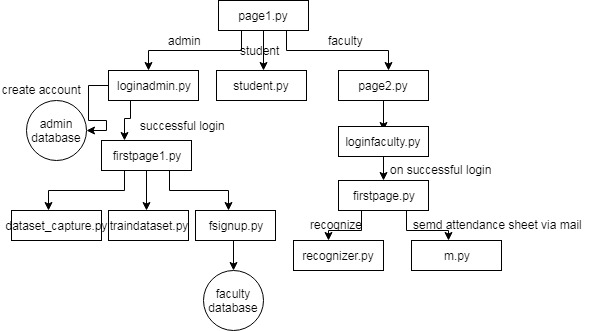 page1.py
admin
student
faculty
loginadmin.py
student.py
page2.py
create account
admin
database
successful login
loginfaculty.py
firstpage1.py
on successful login
firstpage.py
dataset_capture.py
traindataset.py
fsignup.py
recognize
semd attendance sheet via mail
recognizer.py
m.py
faculty
database